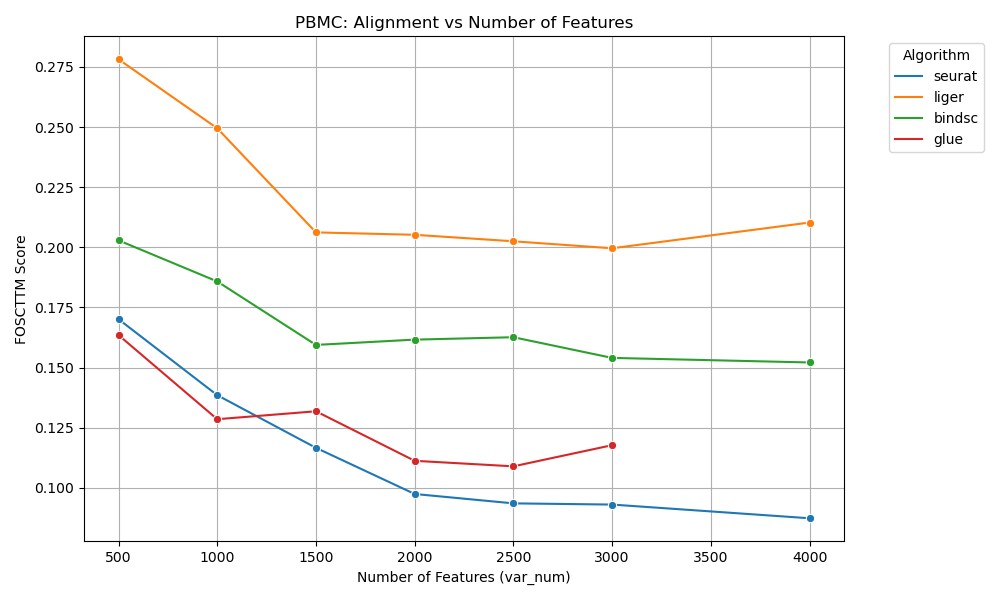 PBMC: Alignment vs Number of Features
Algorithm
seurat
liger
bindsc
glue
FOSCTTM Score
0.275
0.250
0.225
0.200
0.175
0.150
0.125
0.100
500 1000 1500 2000 2500 3000 3500 4000
Number of Features (var_num)